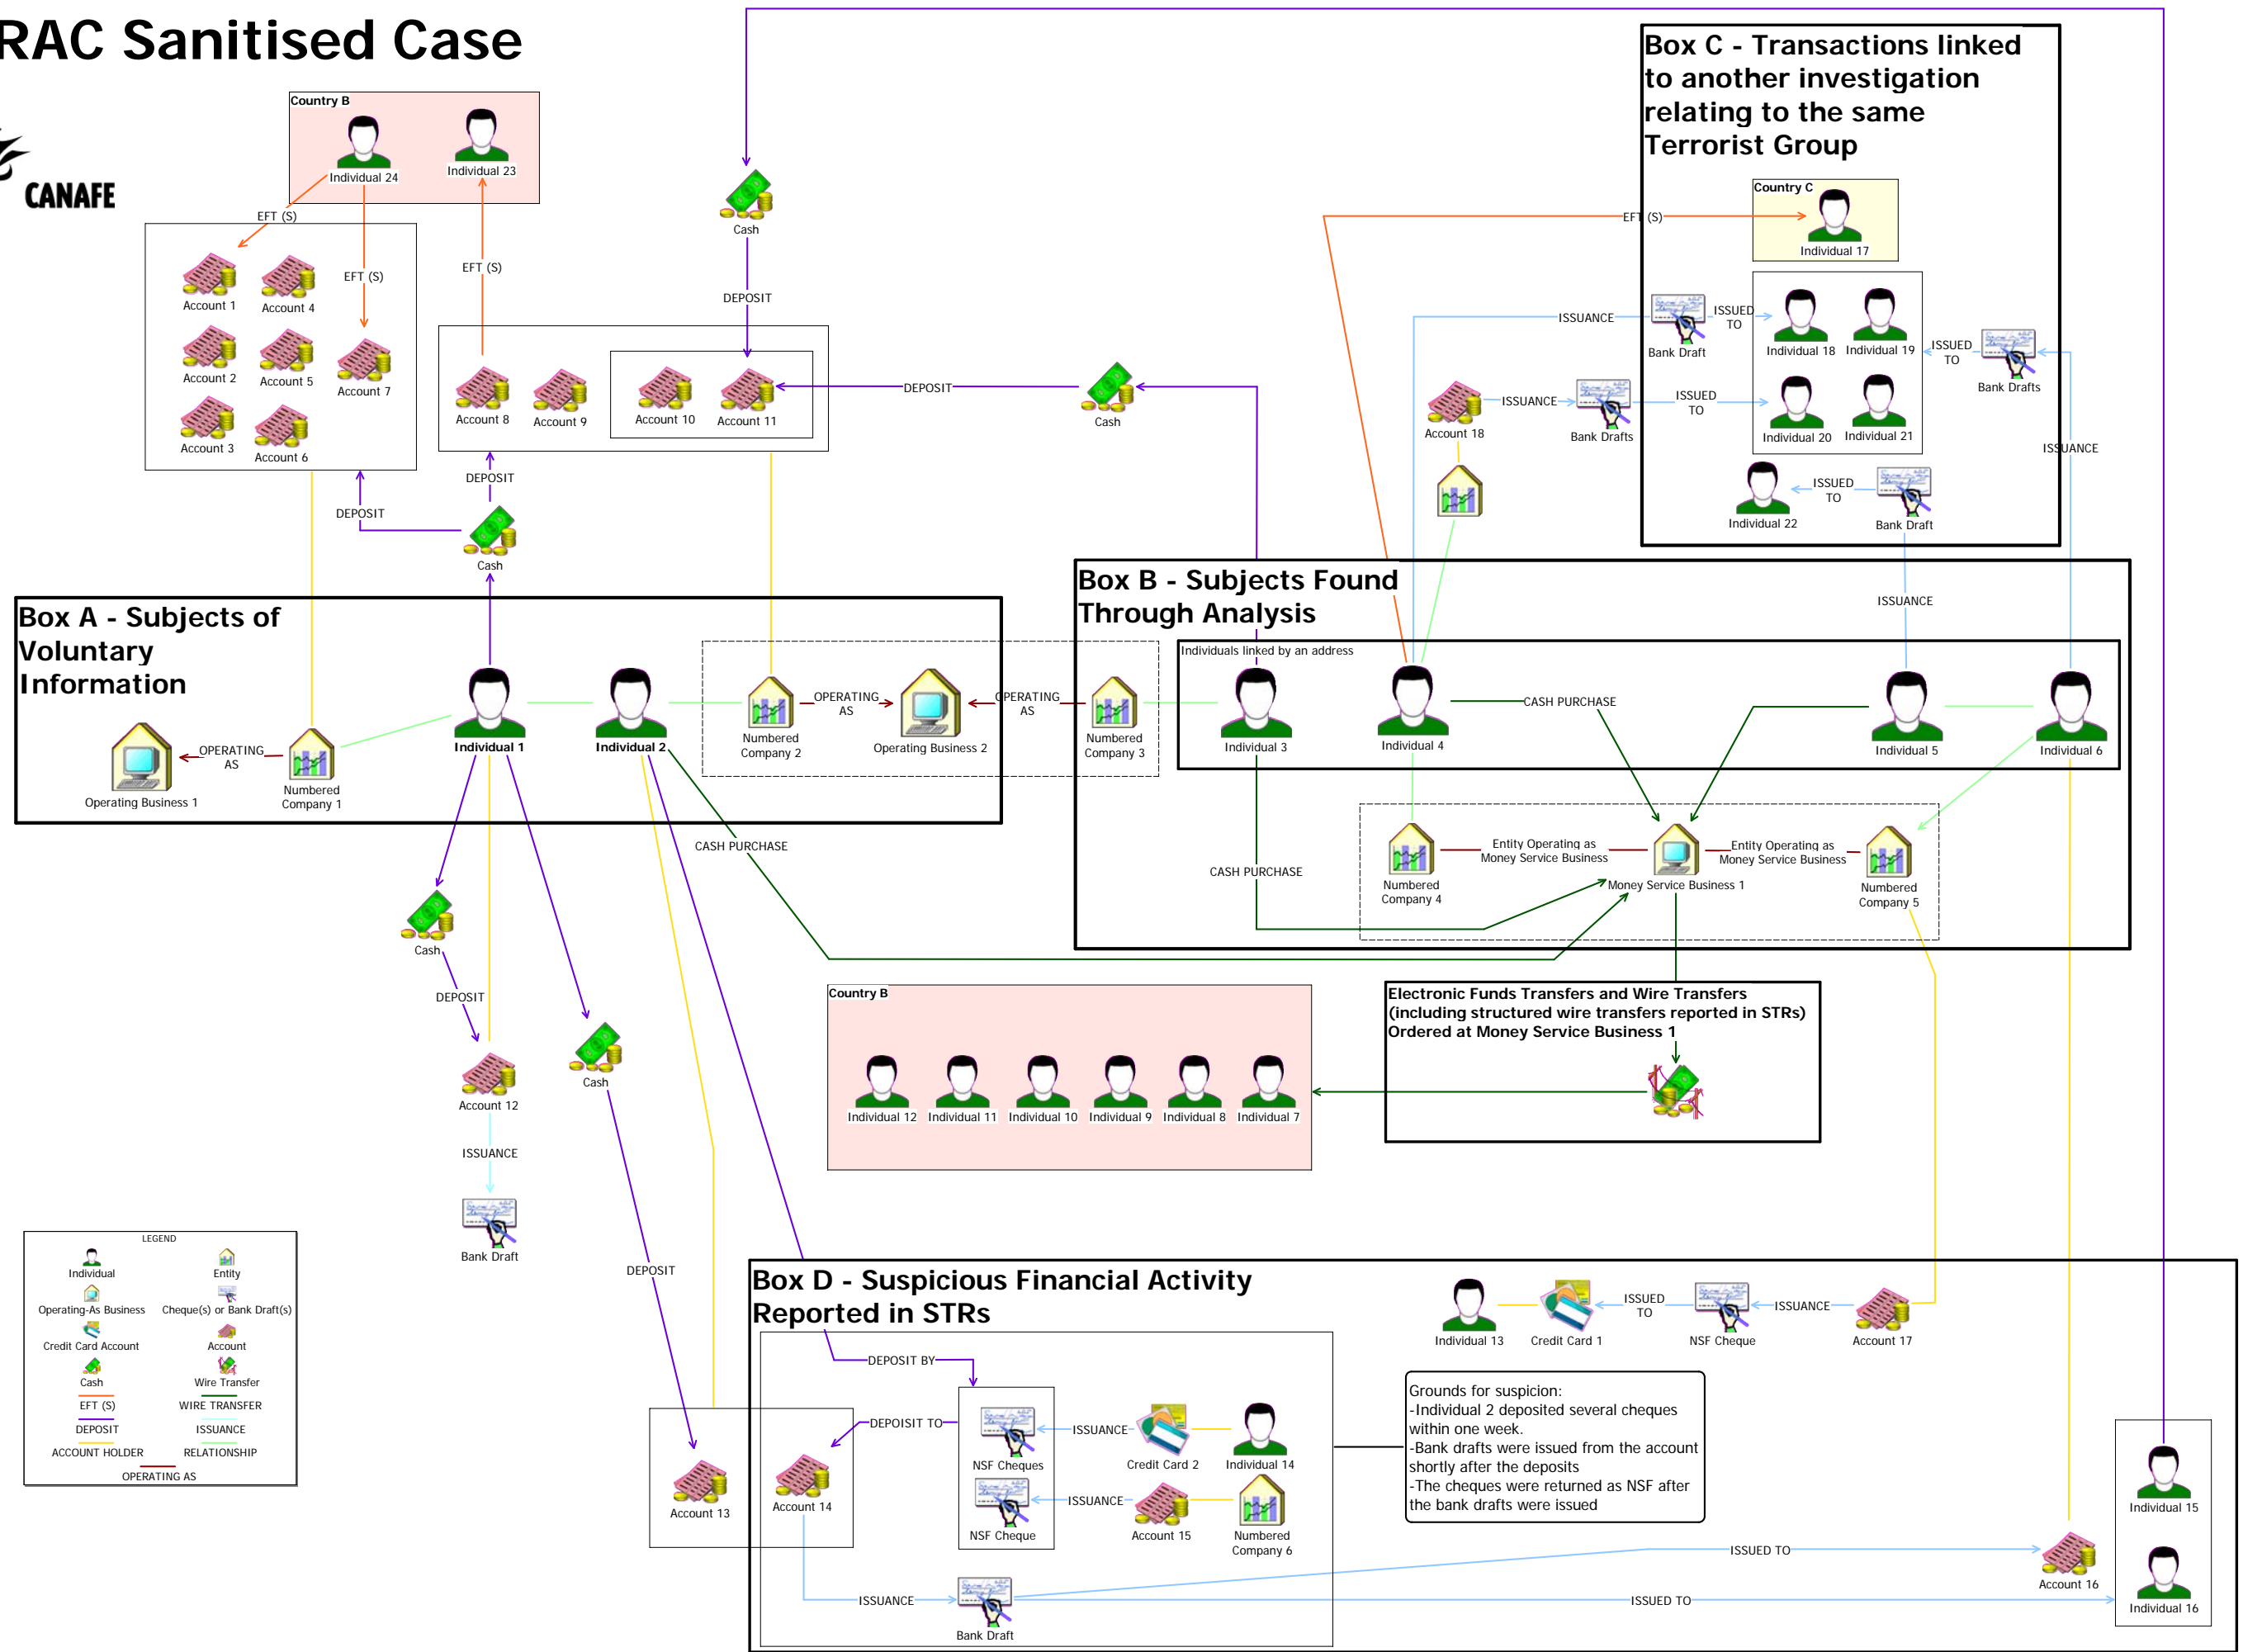 RAC Sanitised Case
CANAFE
Country B
Individual 24
Individual 23
EFT (S)
EFT (S)
EFT (S)
Account 1
Account 4
Account 2
Account 5
Account 7
Account 3
Account 6
Cash
DEPOSIT
Account 8
Account 9
Account 10
Account 11
DEPOSIT
Cash
DEPOSIT
DEPOSIT
Cash
Box C - Transactions linked
to another investigation
relating to the same
Terrorist Group
Country C
Individual 17
EFT (S)
ISSUANCE
Bank Draft
ISSUED
TO
Individual 18
Individual 19
ISSUED
TO
Bank Drafts
Account 18
ISSUANCE
Bank Drafts
ISSUED
TO
Individual 20
Individual 21
ISSUANCE
Individual 22
ISSUED
TO
Bank Draft
ISSUANCE
Box A - Subjects of
Voluntary
Information
Operating Business 1
OPERATING
AS
Numbered
Company 1
Individual 1
Individual 2
Numbered
Company 2
OPERATING
AS
Operating Business 2
OPERATING
AS
Numbered
Company 3
Box B - Subjects Found
Through Analysis
Individuals linked by an address
Individual 3
Individual 4
CASH PURCHASE
Individual 5
Individual 6
CASH PURCHASE
CASH PURCHASE
Numbered
Company 4
Entity Operating as
Money Service Business
Money Service Business 1
Entity Operating as
Money Service Business
Numbered
Company 5
Cash
DEPOSIT
Account 12
ISSUANCE
Bank Draft
Cash
DEPOSIT
Country B
Individual 12
Individual 11
Individual 10
Individual 9
Individual 8
Individual 7
Electronic Funds Transfers and Wire Transfers
(including structured wire transfers reported in STRs)
Ordered at Money Service Business 1
LEGEND
Individual
Entity
Operating-As Business
Cheque(s) or Bank Draft(s)
Credit Card Account
Account
Cash
Wire Transfer
EFT (S)
WIRE TRANSFER
DEPOSIT
ISSUANCE
ACCOUNT HOLDER
RELATIONSHIP
OPERATING AS
Box D - Suspicious Financial Activity
Reported in STRs
Individual 13
Credit Card 1
ISSUED
TO
NSF Cheque
ISSUANCE
Account 17
DEPOSIT BY
DEPOISIT TO
NSF Cheques
ISSUANCE
Credit Card 2
Individual 14
Account 13
Account 14
NSF Cheque
ISSUANCE
Account 15
Numbered
Company 6
Grounds for suspicion:
-Individual 2 deposited several cheques
within one week.
-Bank drafts were issued from the account
shortly after the deposits
-The cheques were returned as NSF after
the bank drafts were issued
ISSUANCE
Bank Draft
ISSUED TO
ISSUED TO
Account 16
Individual 15
Individual 16